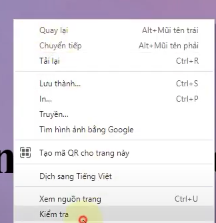 Quay lại Alt+Mũi tên trái
Chuyển tiếp Alt+Mũi tên phải
Tải lại Ctrl+R
Lưu thành... Ctrl+S
In... Ctrl+P
Truyền...
Tìm hình ảnh bằng Google
Tạo mã QR cho trang này
Dịch sang Tiếng Việt
Xem nguồn trang Ctrl+U
Kiểm tra